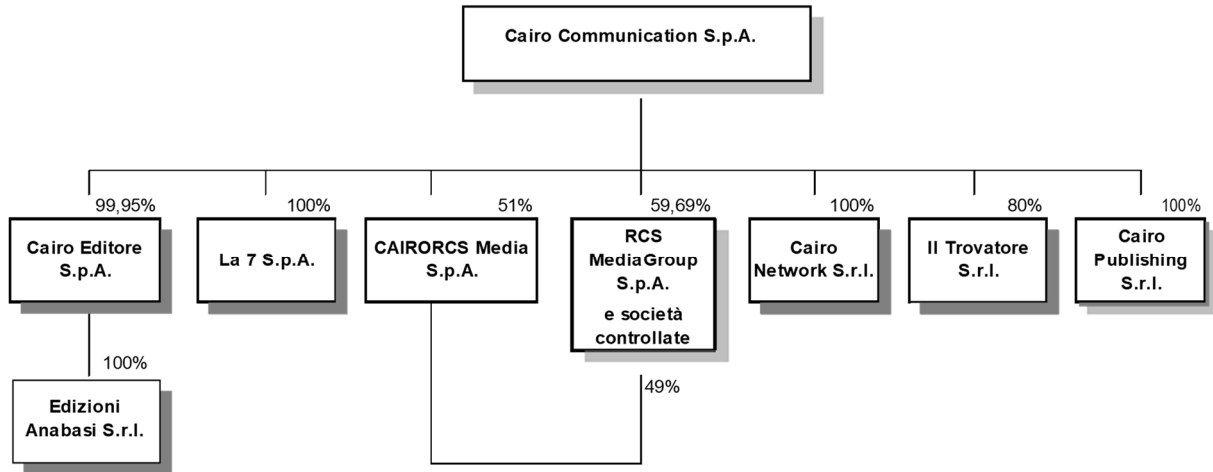 Cairo Communication S.p.A.
99,95%
Cairo Editore
S.p.A.
100%
La 7 S.p.A.
51%
CAIRORCS Media
S.p.A.
59,69%
RCS
MediaGroup
S.p.A.
e società
controllate
100%
Cairo
Network S.r.l.
80%
Il Trovatore
S.r.l.
100%
Cairo
Publishing
S.r.l.
100%
Edizioni
Anabasi S.r.l.
49%